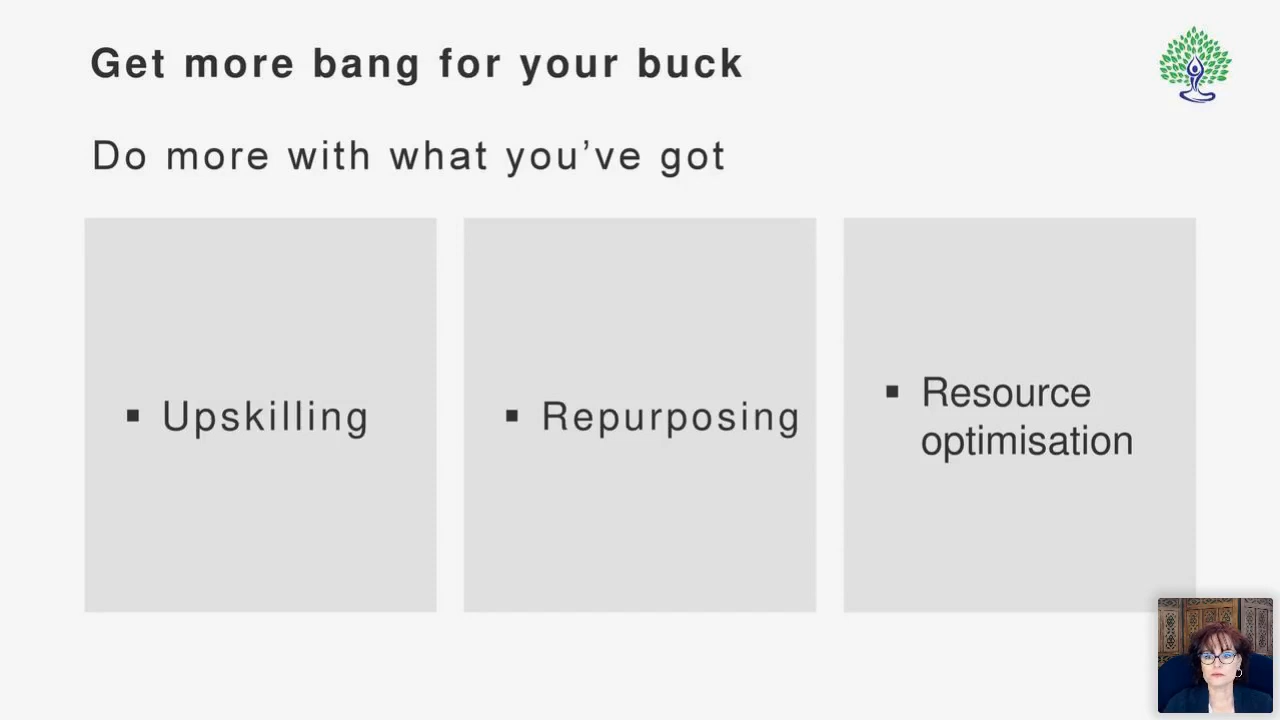 Get more bang for your buck
Do more with what you’ve got
▪ Upskilling
▪ Repurposing
▪ Resource
optimisation